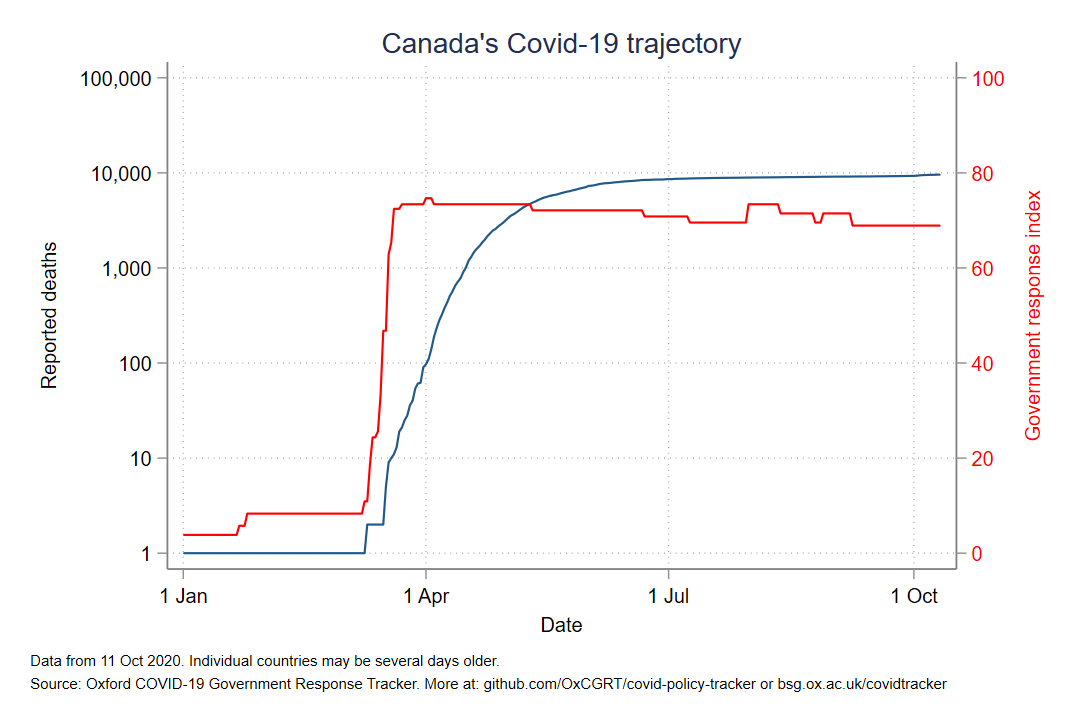 Canada's Covid-19 trajectory
100,000
10,000
1,000
100
10
1
Reported deaths
100
80
60
40
20
0
Government response index
1 Jan
1 Apr
1 Jul
1 Oct
Date
Data from 11 Oct 2020. Individual countries may be several days older.
Source: Oxford COVID-19 Government Response Tracker. More at: github.com/OxCGRT/covid-policy-tracker or bsg.ox.ac.uk/covidtracker